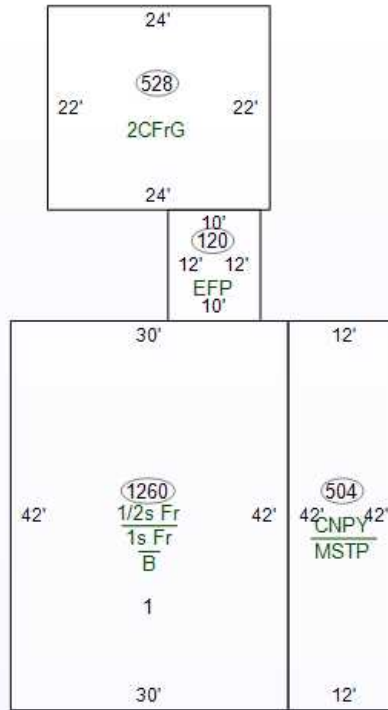 24'
528
22' 22'
2CFrG
24'
10'
120
12' 12'
EFP
10'
30' 12'
1260 504
1/2s Fr
42' 42' 42' 42'
1s Fr CNPY
B MSTP
1
30' 12'